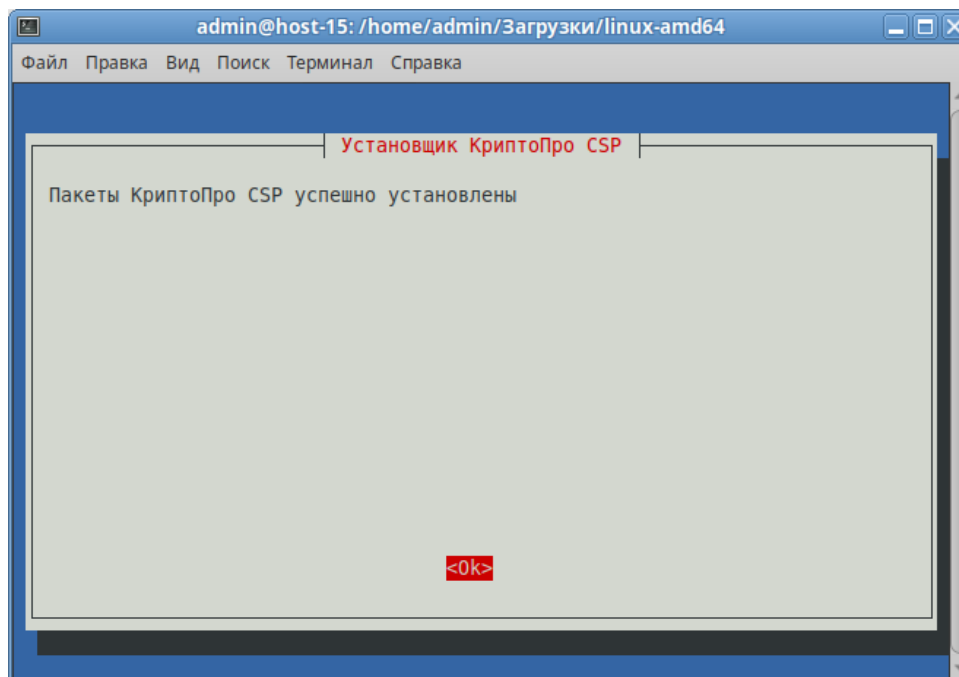 admin@host-15: /home/admin/Загрузки/linux-amd64
Файл Правка Вид Поиск Терминал Справка
Установщик КриптоПро CSP
Пакеты КриптоПро CSP успешно установлены
<Ok>